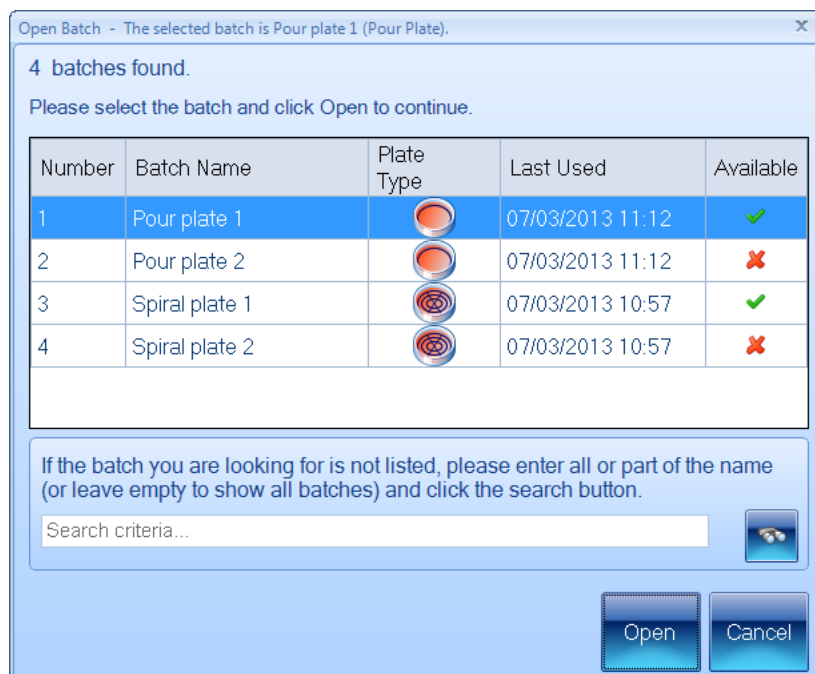 Open Batch - The selected batch is Pour plate 1 (Pour Plate). x
4 batches found.
Please select the batch and click Open to continue.
Number Batch Name Plate Type Last Used Available
1 Pour plate 1 07/03/2013 11:12
2 Pour plate 2 07/03/2013 11:12
3 Spiral plate 1 07/03/2013 10:57
4 Spiral plate 2 07/03/2013 10:57
If the batch you are looking for is not listed, please enter all or part of the name
(or leave empty to show all batches) and click the search button.
Search criteria...
Open Cancel